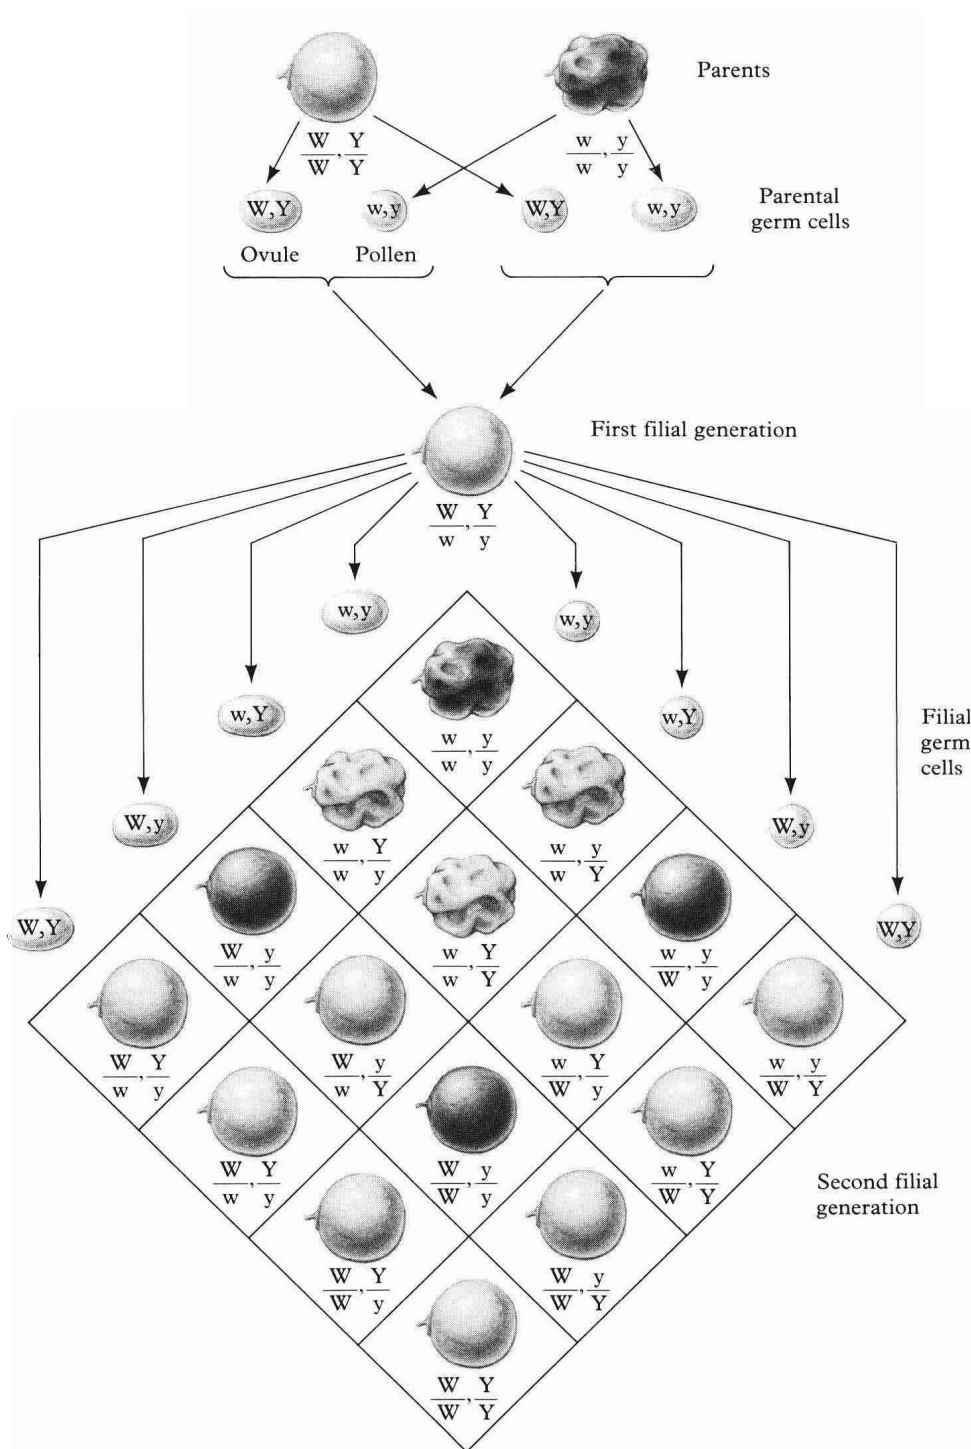 Parents
W/W, Y/Y
w/w, y/y
W,Y
w,y
W,Y
w,y
Parental
germ cells
Ovule
Pollen
First filial generation
W/w, Y/y
w,y
w,y
w,Y
w,Y
Filial
germ
cells
w/w, y/y
W,y
W,y
w/w, Y/y
w/w, y/Y
W,Y
W,Y
W/w, y/y
w/w, Y/Y
w/W, y/y
W/w, Y/y
W/w, y/Y
w/W, Y/y
w/W, y/Y
W/w, Y/y
W/W, y/y
w/W, Y/Y
Second filial
generation
W/W, Y/y
W/W, y/Y
W/W, Y/Y